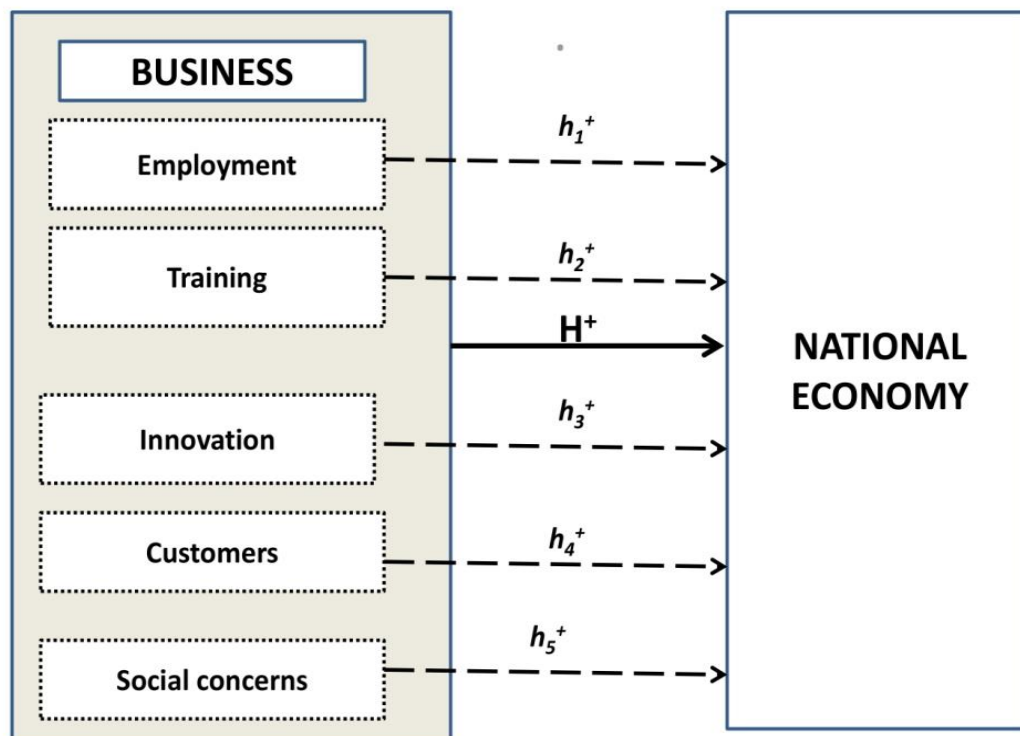 BUSINESS
Employment
h₁⁺
Training
h₂⁺
H⁺
NATIONAL
ECONOMY
Innovation
h₃⁺
Customers
h₄⁺
Social concerns
h₅⁺